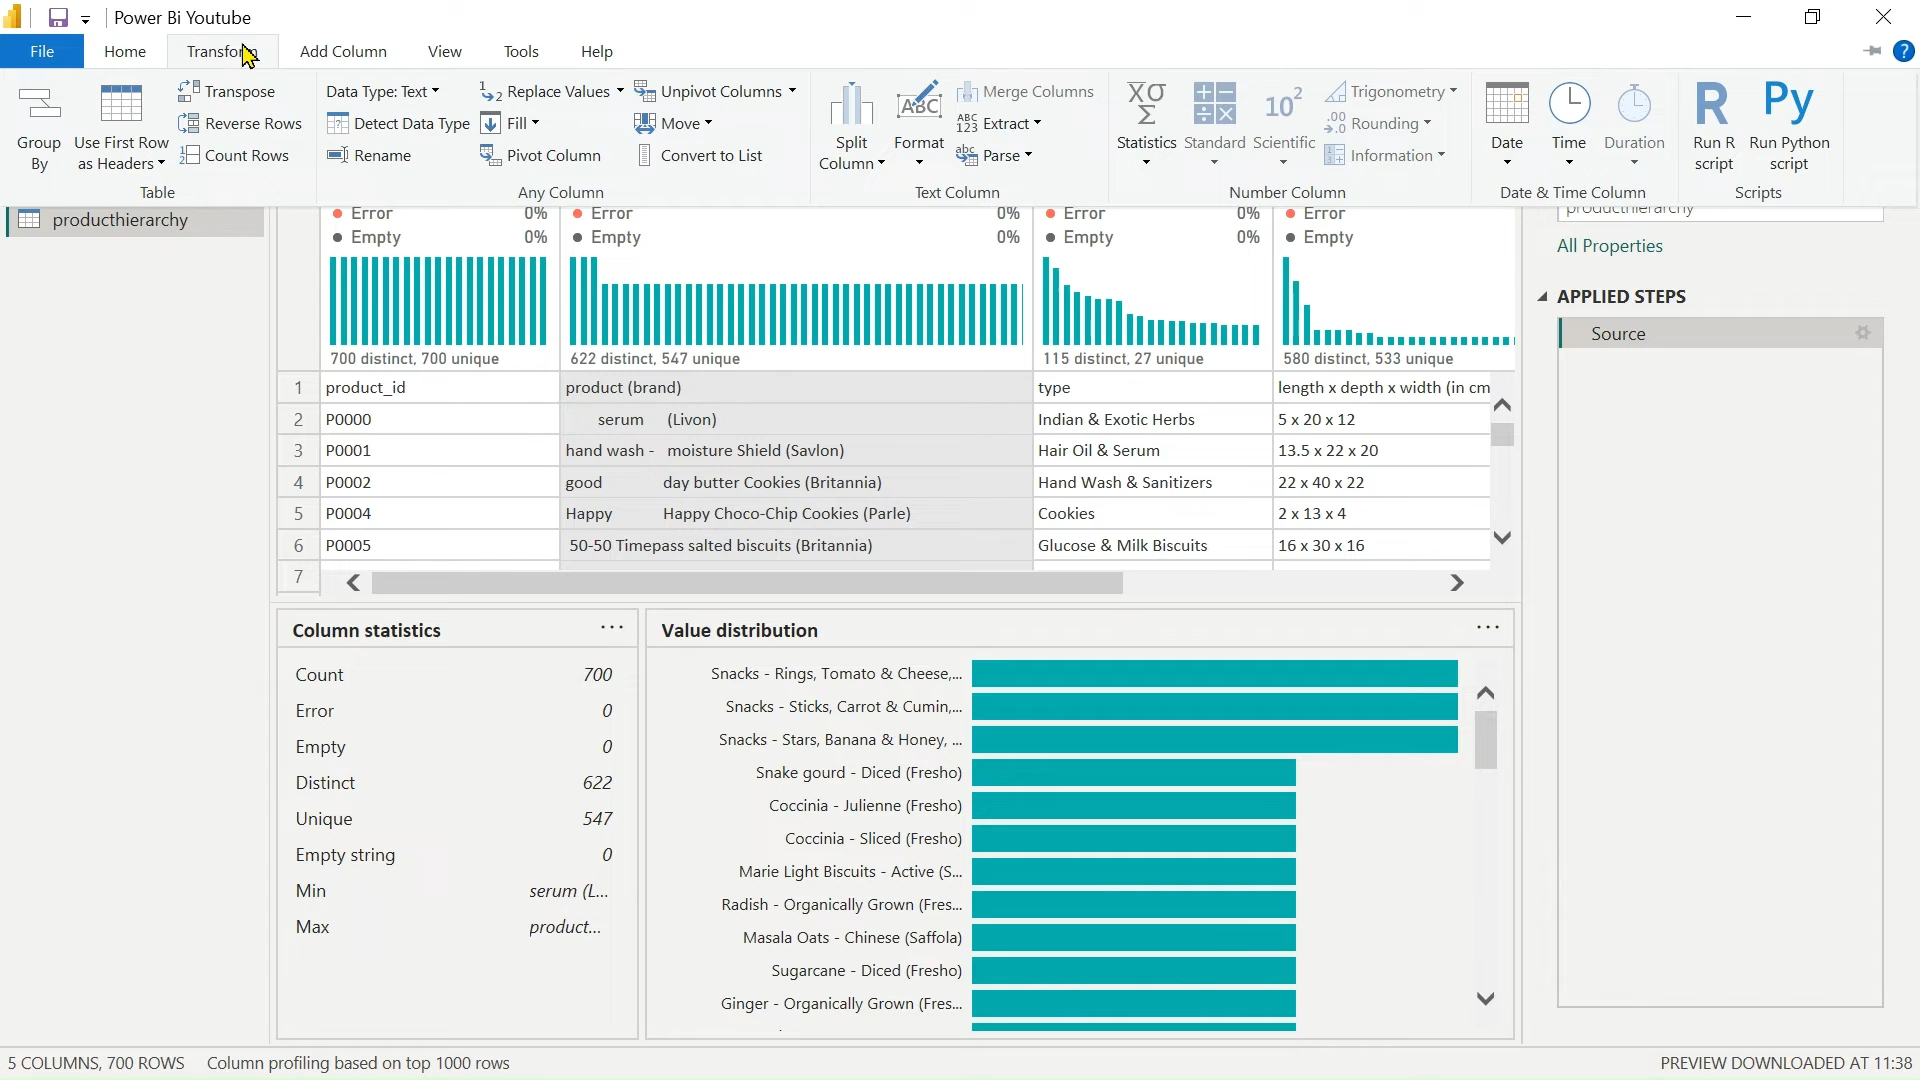 Power Bi Youtube
File Home Transform Add Column View Tools Help
Group By
Use First Row as Headers
Transpose
Reverse Rows
Count Rows
Table
Data Type: Text
Detect Data Type
Rename
Replace Values
Fill
Pivot Column
Unpivot Columns
Move
Convert to List
Any Column
Split Column
ABC
Format
Merge Columns
ABC 123 Extract
abc Parse
Text Column
ΧΟ Σ
Statistics
Standard
10²
Scientific
Trigonometry
.00 Rounding
Information
Number Column
Date
Time
Duration
Date & Time Column
R
Run R script
Py
Run Python script
Scripts
?
producthierarchy
Error 0% Error 0% Error 0% Error
Empty 0% Empty 0% Empty 0% Empty
700 distinct, 700 unique 622 distinct, 547 unique 115 distinct, 27 unique 580 distinct, 533 unique
1 product_id product (brand) type length x depth x width (in cm
2 P0000 serum (Livon) Indian & Exotic Herbs 5 x 20 x 12
3 P0001 hand wash - moisture Shield (Savlon) Hair Oil & Serum 13.5 x 22 x 20
4 P0002 good day butter Cookies (Britannia) Hand Wash & Sanitizers 22 x 40 x 22
5 P0004 Happy Happy Choco-Chip Cookies (Parle) Cookies 2 x 13 x 4
6 P0005 50-50 Timepass salted biscuits (Britannia) Glucose & Milk Biscuits 16 x 30 x 16
7
producthierarchy
All Properties
APPLIED STEPS
Source
Column statistics ...
Count 700
Error 0
Empty 0
Distinct 622
Unique 547
Empty string 0
Min serum (L...
Max product...
Value distribution ...
Snacks - Rings, Tomato & Cheese,...
Snacks - Sticks, Carrot & Cumin,...
Snacks - Stars, Banana & Honey, ...
Snake gourd - Diced (Fresho)
Coccinia - Julienne (Fresho)
Coccinia - Sliced (Fresho)
Marie Light Biscuits - Active (S...
Radish - Organically Grown (Fres...
Masala Oats - Chinese (Saffola)
Sugarcane - Diced (Fresho)
Ginger - Organically Grown (Fres...
5 COLUMNS, 700 ROWS Column profiling based on top 1000 rows PREVIEW DOWNLOADED AT 11:38